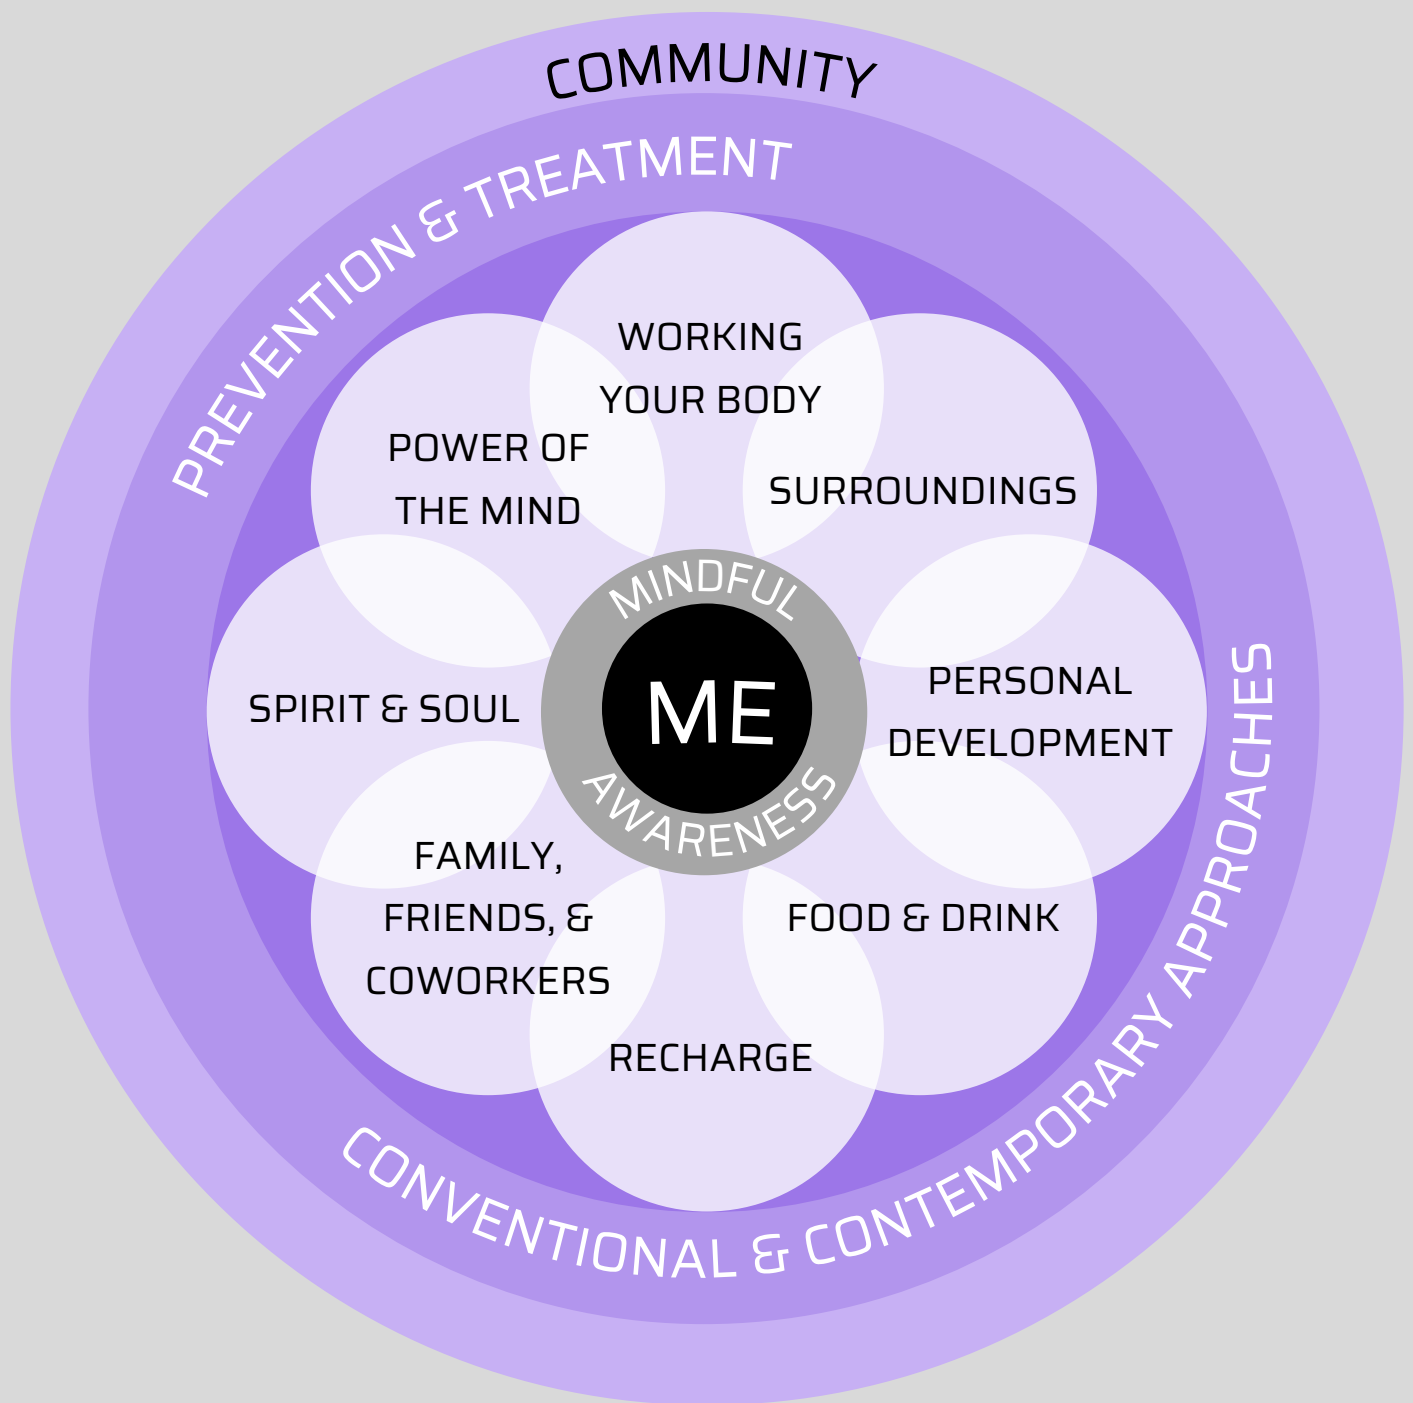 COMMUNITY
PREVENTION & TREATMENT
WORKING
YOUR BODY
POWER OF
THE MIND
SURROUNDINGS
MINDFUL
ME
AWARENESS
SPIRIT & SOUL
PERSONAL
DEVELOPMENT
FAMILY,
FRIENDS, &
COWORKERS
FOOD & DRINK
RECHARGE
CONVENTIONAL & CONTEMPORARY APPROACHES